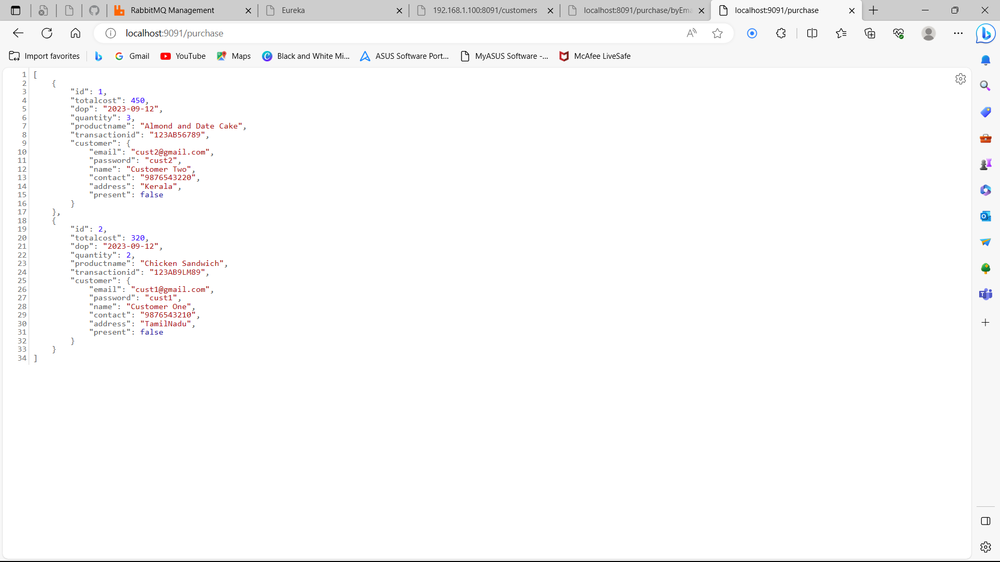 RabbitMQ Management
Eureka
192.168.1.100:8091/customers
localhost:8091/purchase/byEma
localhost:9091/purchase
localhost:9091/purchase
Import favorites
Gmail
YouTube
Maps
Black and White Mi...
ASUS Software Port...
MyASUS Software -...
McAfee LiveSafe
1 [
2 {
3 "id": 1,
4 "totalcost": 450,
5 "dop": "2023-09-12",
6 "quantity": 3,
7 "productname": "Almond and Date Cake",
8 "transactionid": "123AB56789",
9 "customer": {
10 "email": "cust2@gmail.com",
11 "password": "cust2",
12 "name": "Customer Two",
13 "contact": "9876543220",
14 "address": "Kerala",
15 "present": false
16 }
17 },
18 {
19 "id": 2,
20 "totalcost": 320,
21 "dop": "2023-09-12",
22 "quantity": 2,
23 "productname": "Chicken Sandwich",
24 "transactionid": "123AB9LM89",
25 "customer": {
26 "email": "cust1@gmail.com",
27 "password": "cust1",
28 "name": "Customer One",
29 "contact": "9876543210",
30 "address": "TamilNadu",
31 "present": false
32 }
33 }
34 ]